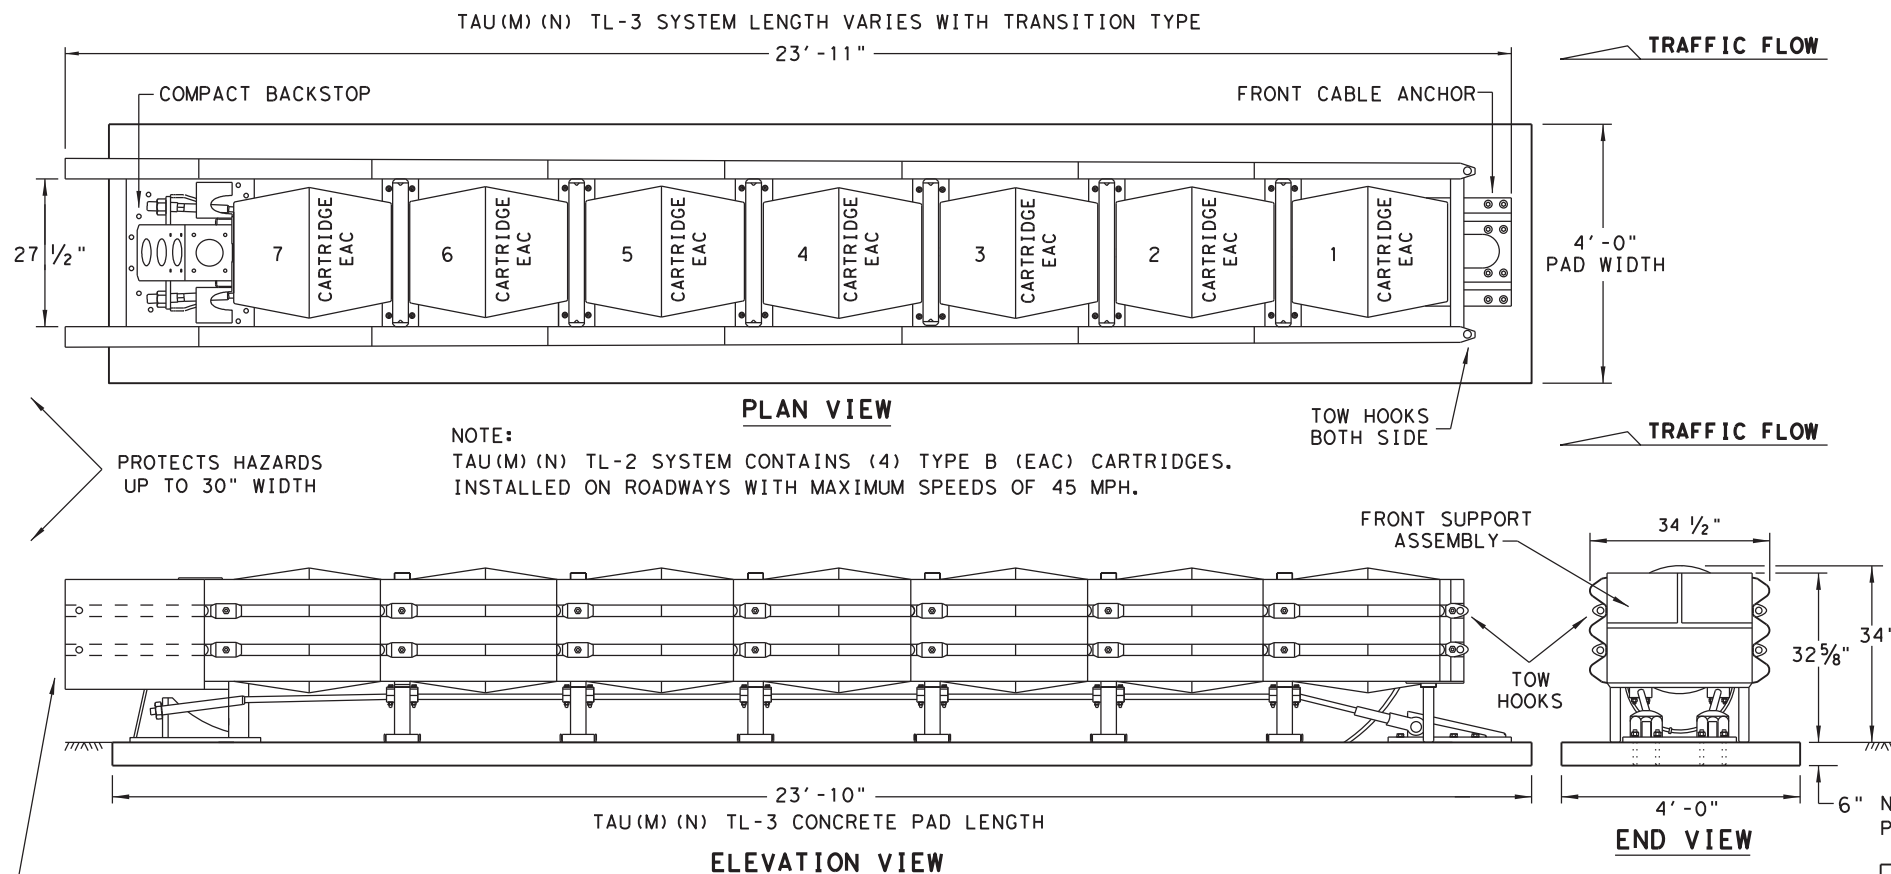 TAU(M)(N) TL-3 SYSTEM LENGTH VARIES WITH TRANSITION TYPE
23'-11"
TRAFFIC FLOW
COMPACT BACKSTOP
FRONT CABLE ANCHOR
27 1/2"
7
CARTRIDGE
EAC
6
CARTRIDGE
EAC
5
CARTRIDGE
EAC
4
CARTRIDGE
EAC
3
CARTRIDGE
EAC
2
CARTRIDGE
EAC
1
CARTRIDGE
EAC
4'-0"
PAD WIDTH
PLAN VIEW
TOW HOOKS
BOTH SIDE
TRAFFIC FLOW
PROTECTS HAZARDS
UP TO 30" WIDTH
NOTE:
TAU(M)(N) TL-2 SYSTEM CONTAINS (4) TYPE B (EAC) CARTRIDGES.
INSTALLED ON ROADWAYS WITH MAXIMUM SPEEDS OF 45 MPH.
FRONT SUPPORT
ASSEMBLY
34 1/2"
TOW
HOOKS
32 5/8"
34"
23'-10"
TAU(M)(N) TL-3 CONCRETE PAD LENGTH
ELEVATION VIEW
4'-0"
6"
END VIEW